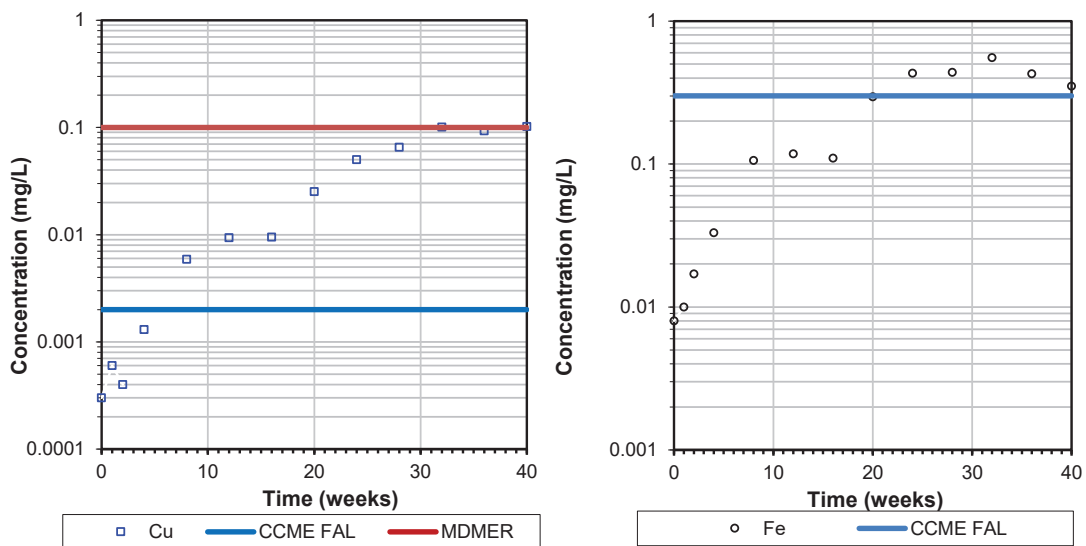 Concentration (mg/L)
1
0.1
0.01
0.001
0.0001
0 10 20 30 40
Time (weeks)
Cu CCME FAL MDMER
Concentration (mg/L)
1
0.1
0.01
0.001
0 10 20 30 40
Time (weeks)
Fe CCME FAL